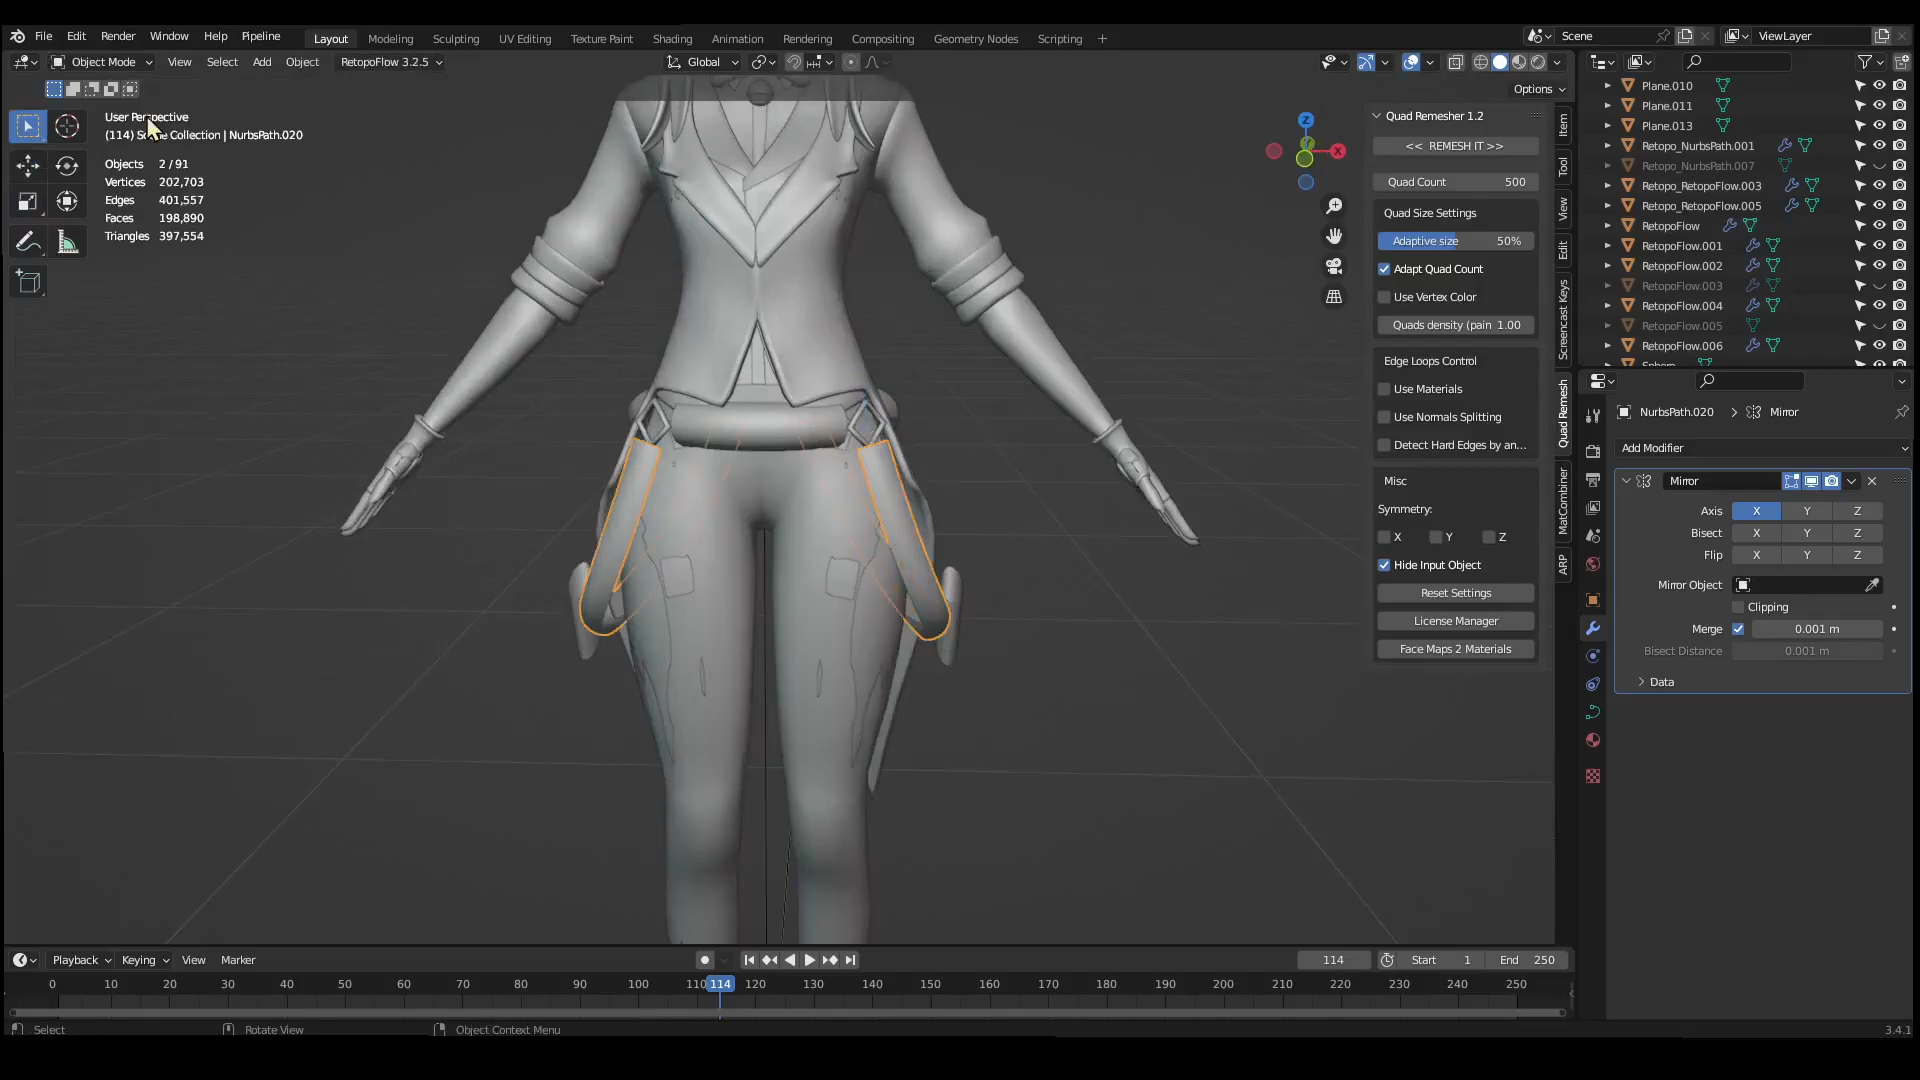 File Edit Render Window Help Pipeline Layout Modeling Sculpting UV Editing Texture Paint Shading Animation Rendering Compositing Geometry Nodes Scripting Scene ViewLayer
Object Mode View Select Add Object RetopoFlow 3.2.5 Global
Options
User Perspective
(114) Scene Collection | NurbsPath.020
Objects 2 / 91
Vertices 202,703
Edges 401,557
Faces 198,890
Triangles 397,554
Z
X
Quad Remesher 1.2
<< REMESH IT >>
Quad Count 500
Quad Size Settings
Adaptive size 50%
Adapt Quad Count
Use Vertex Color
Quads density (pain 1.00
Edge Loops Control
Use Materials
Use Normals Splitting
Detect Hard Edges by an...
Misc
Symmetry:
X Y Z
Hide Input Object
Reset Settings
License Manager
Face Maps 2 Materials
Item
Tool
View
Edit
Screencast Keys
Quad Remesh
MatCombiner
ARP
Plane.010
Plane.011
Plane.013
Retopo_NurbsPath.001
Retopo_NurbsPath.007
Retopo_RetopoFlow.003
Retopo_RetopoFlow.005
RetopoFlow
RetopoFlow.001
RetopoFlow.002
RetopoFlow.003
RetopoFlow.004
RetopoFlow.005
RetopoFlow.006
Sphere
NurbsPath.020 Mirror
Add Modifier
Mirror
Axis X Y Z
Bisect X Y Z
Flip X Y Z
Mirror Object
Clipping
Merge 0.001 m
Bisect Distance 0.001 m
Data
Playback Keying View Marker 114 Start 1 End 250
0 10 20 30 40 50 60 70 80 90 100 110 114 120 130 140 150 160 170 180 190 200 210 220 230 240 250
Select Rotate View Object Context Menu 3.4.1